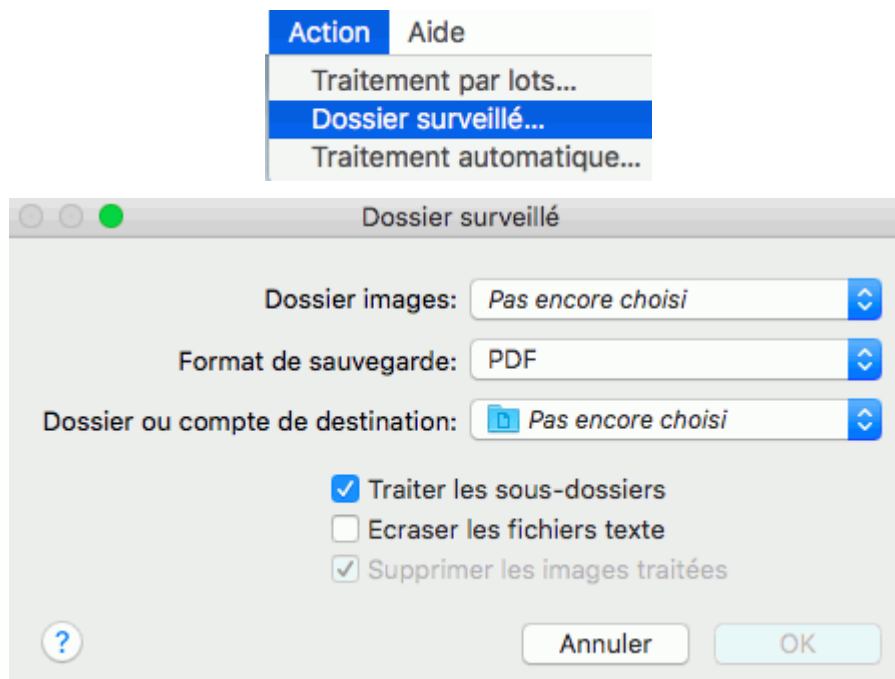 Action Aide
Traitement par lots...
Dossier surveillé...
Traitement automatique...
Dossier surveillé
Dossier images: Pas encore choisi
Format de sauvegarde: PDF
Dossier ou compte de destination: Pas encore choisi
Traiter les sous-dossiers
Ecraser les fichiers texte
Supprimer les images traitées
? Annuler OK